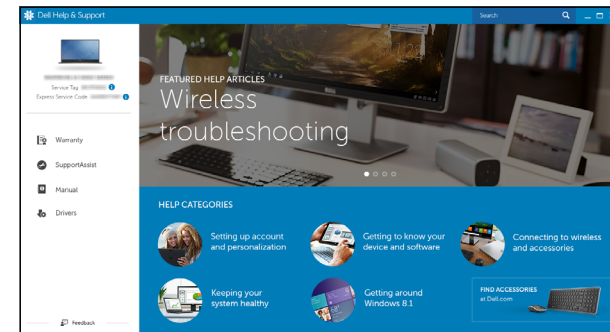 Dell Help & Support
Search
Service Tag
Express Service Code
Warranty
SupportAssist
Manual
Drivers
Feedback
FEATURED HELP ARTICLES
Wireless
troubleshooting
HELP CATEGORIES
Setting up account
and personalization
Getting to know your
device and software
Connecting to wireless
and accessories
Keeping your
system healthy
Getting around
Windows 8.1
FIND ACCESSORIES
at Dell.com